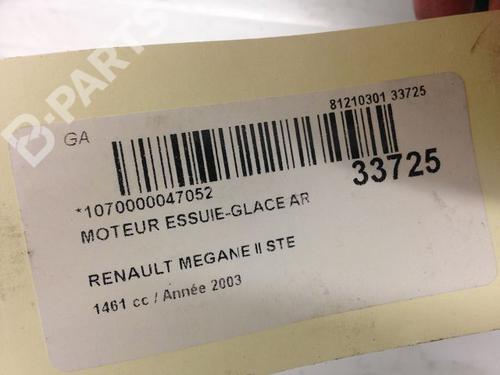 B-PARTS
GA
81210301 33725
*1070000047052
33725
MOTEUR ESSUIE-GLACE AR
RENAULT MEGANE II STE
1461 cc / Année 2003